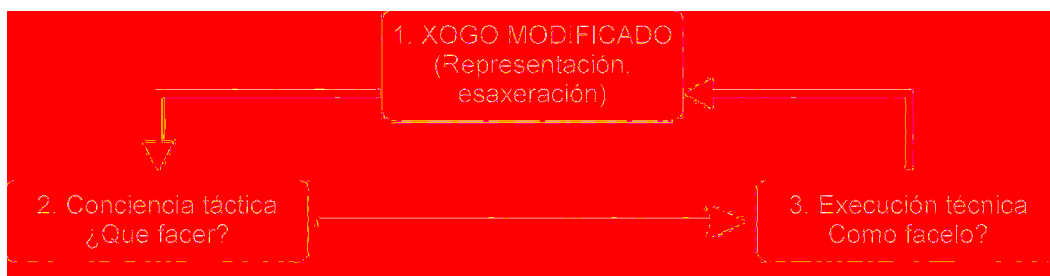 1. XOGO MODIFICADO
(Representación,
esaxeración)
2. Conciencia táctica
¿Que facer?
3. Execución técnica
Como facelo?